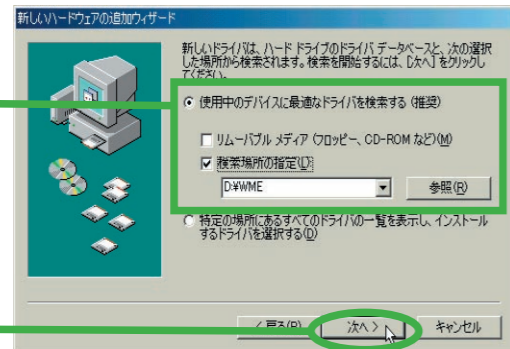 新しいハードウェアの追加ウィザード
新しいドライバは、ハード ドライブのドライバ データベースと、次の選択
した場所から検索されます。検索を開始するには、[次へ] をクリックし
てください。
使用中のデバイスに最適なドライバを検索する (推奨)
リムーバブル メディア (フロッピー、CD-ROM など)(M)
検索場所の指定(L)
D:¥WME
参照(R)
特定の場所にあるすべてのドライバの一覧を表示し、インストール
するドライバを選択する(D)
< 戻る(B)
次へ >
キャンセル